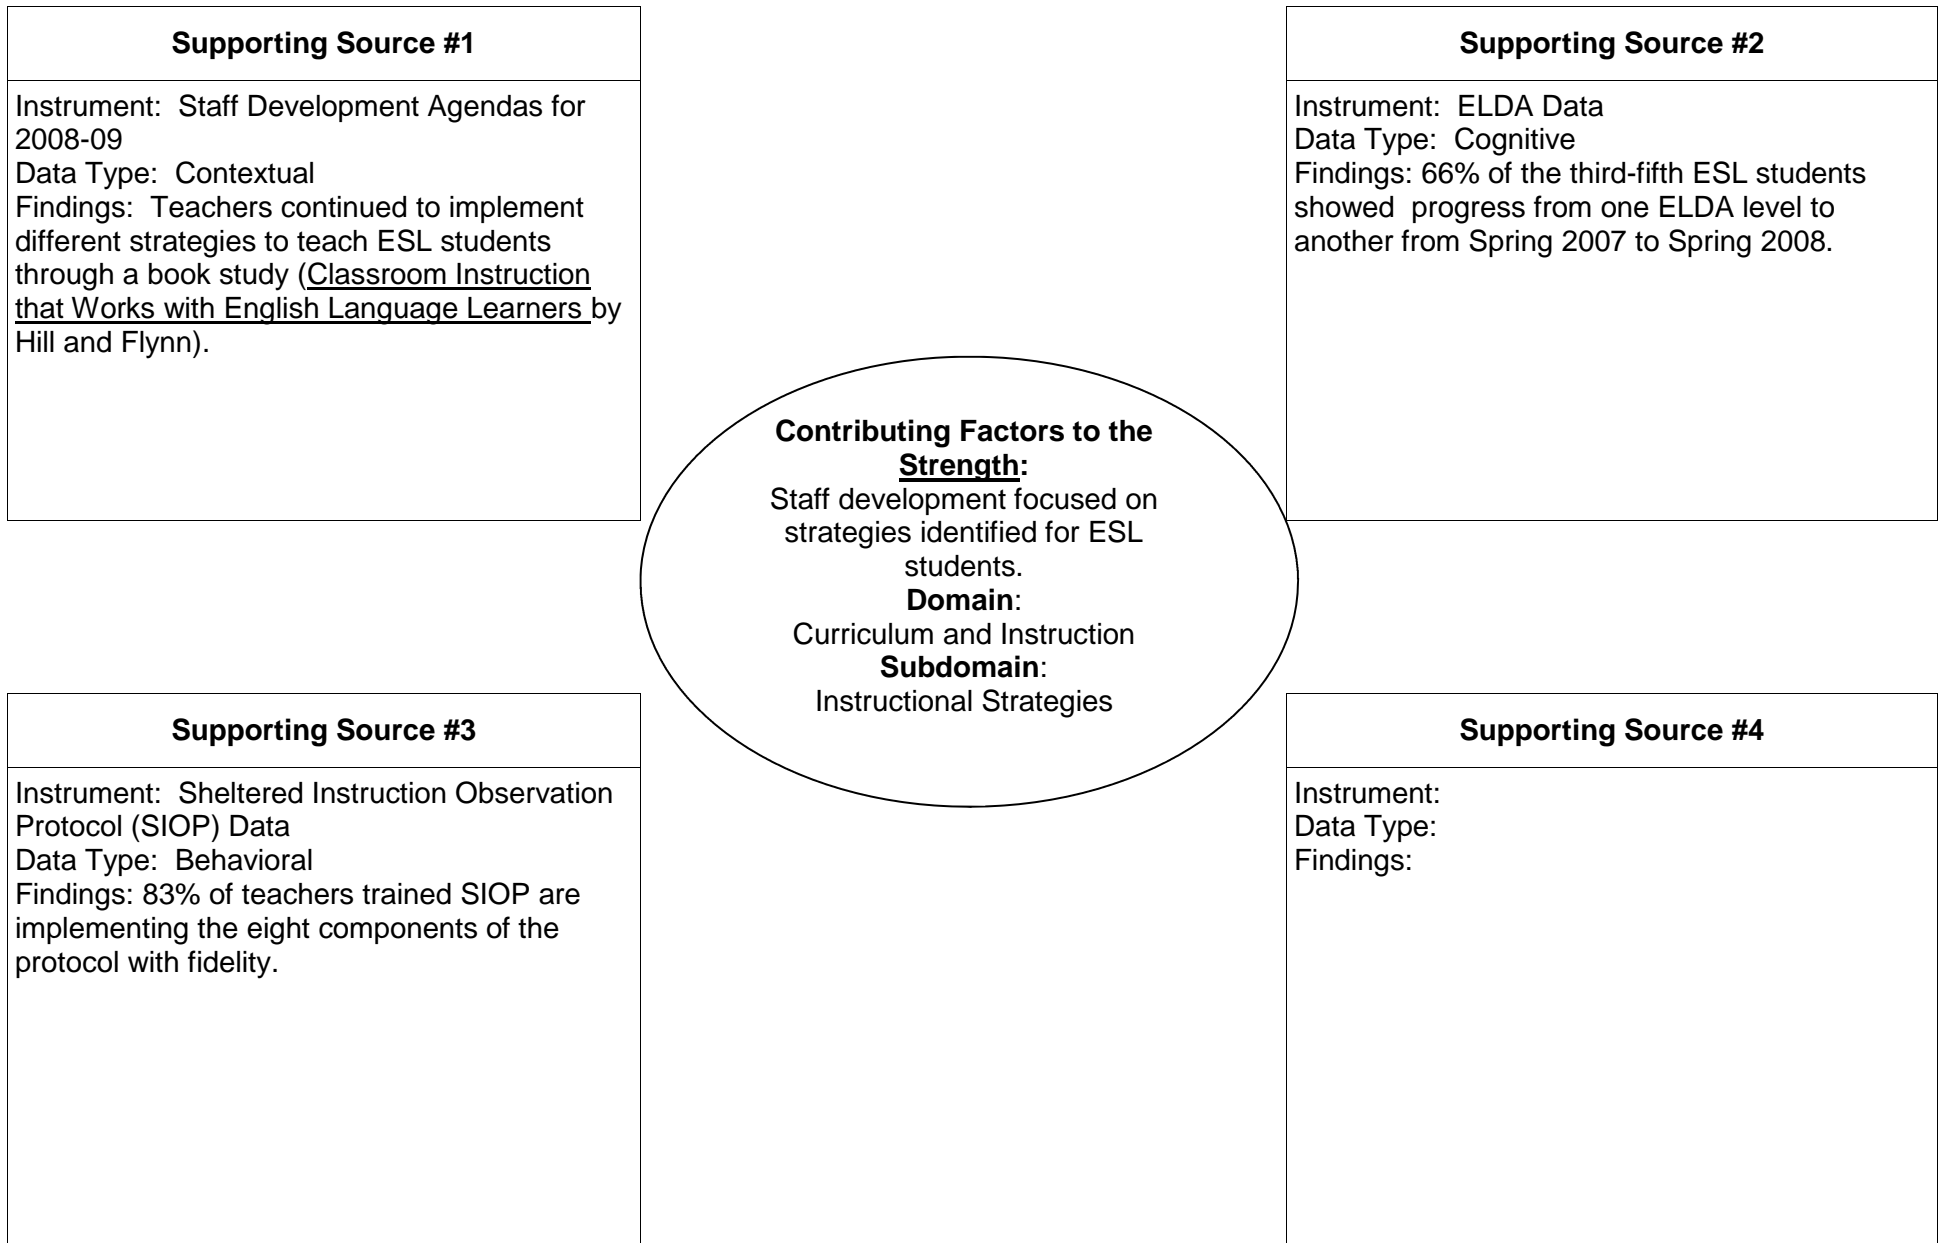 Supporting Source #1
Instrument:  Staff Development Agendas for
2008-09
Data Type:  Contextual
Findings:  Teachers continued to implement
different strategies to teach ESL students
through a book study (Classroom Instruction
that Works with English Language Learners by
Hill and Flynn).
Supporting Source #2
Instrument:  ELDA Data
Data Type:  Cognitive
Findings: 66% of the third-fifth ESL students
showed  progress from one ELDA level to
another from Spring 2007 to Spring 2008.
Contributing Factors to the
Strength:
Staff development focused on
strategies identified for ESL
students.
Domain:
Curriculum and Instruction
Subdomain:
Instructional Strategies
Supporting Source #3
Instrument:  Sheltered Instruction Observation
Protocol (SIOP) Data
Data Type:  Behavioral
Findings: 83% of teachers trained SIOP are
implementing the eight components of the
protocol with fidelity.
Supporting Source #4
Instrument:
Data Type:
Findings: